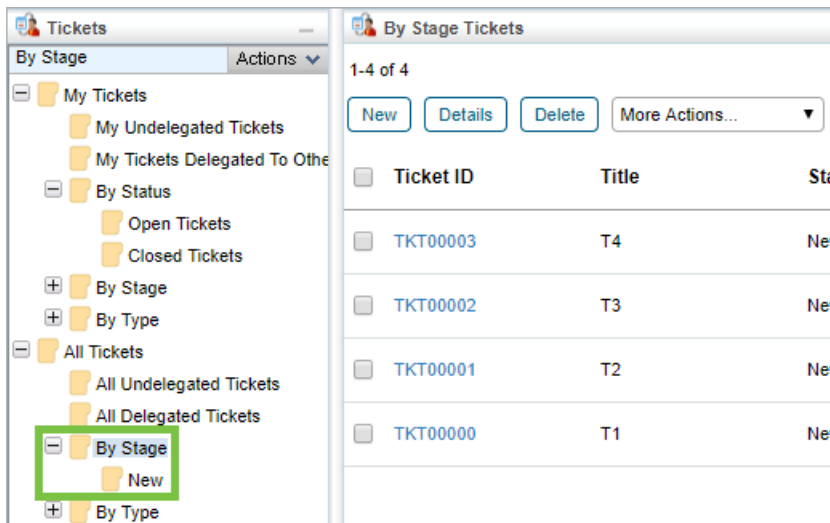 Tickets
By Stage Actions
My Tickets
My Undelegated Tickets
My Tickets Delegated To Othe
By Status
Open Tickets
Closed Tickets
By Stage
By Type
All Tickets
All Undelegated Tickets
All Delegated Tickets
By Stage
New
By Type
By Stage Tickets
1-4 of 4
New Details Delete More Actions...
Ticket ID Title Sta
TKT00003 T4 Ne
TKT00002 T3 Ne
TKT00001 T2 Ne
TKT00000 T1 Ne